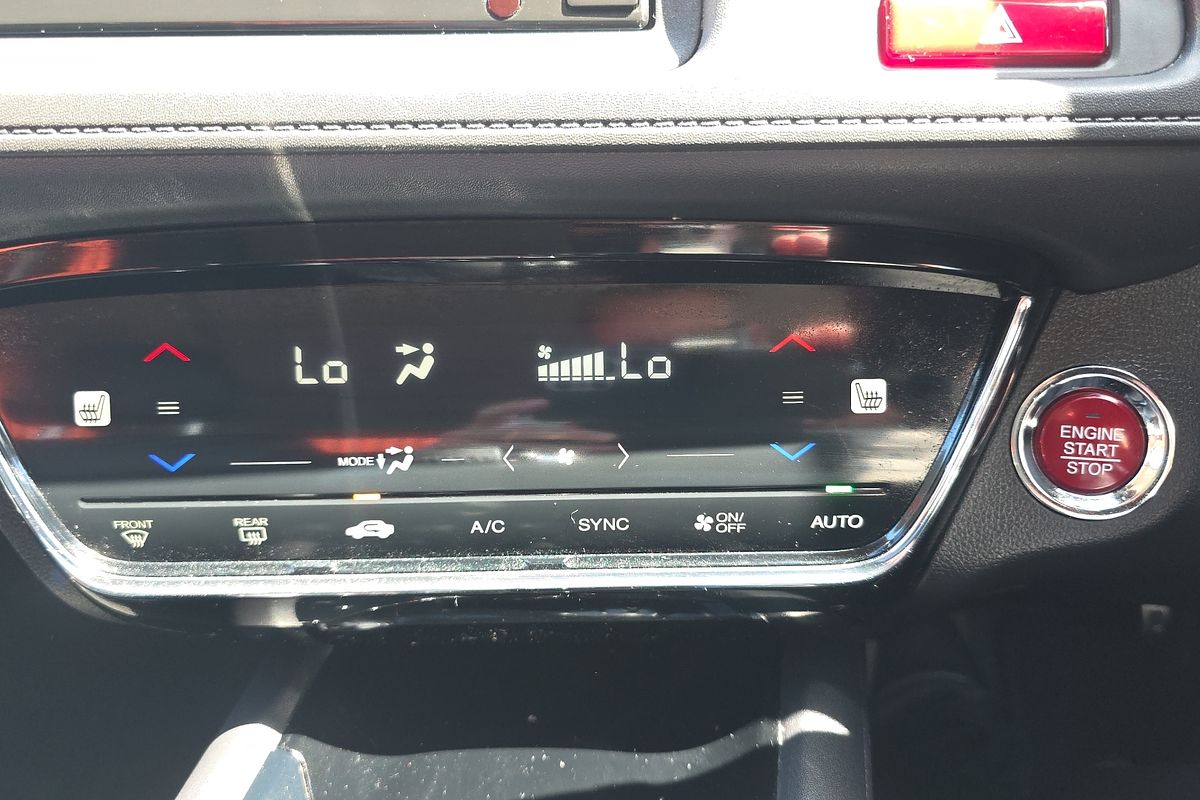 Lo
Lo
MODE
FRONT
REAR
A/C
SYNC
ON/
OFF
AUTO
ENGINE
START
STOP